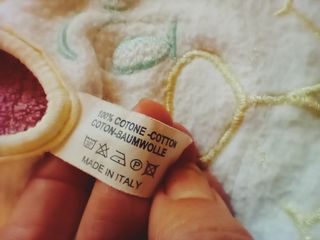 100% COTONE-COTTON
COTON-BAUMWOLLE
P
MADE IN ITALY